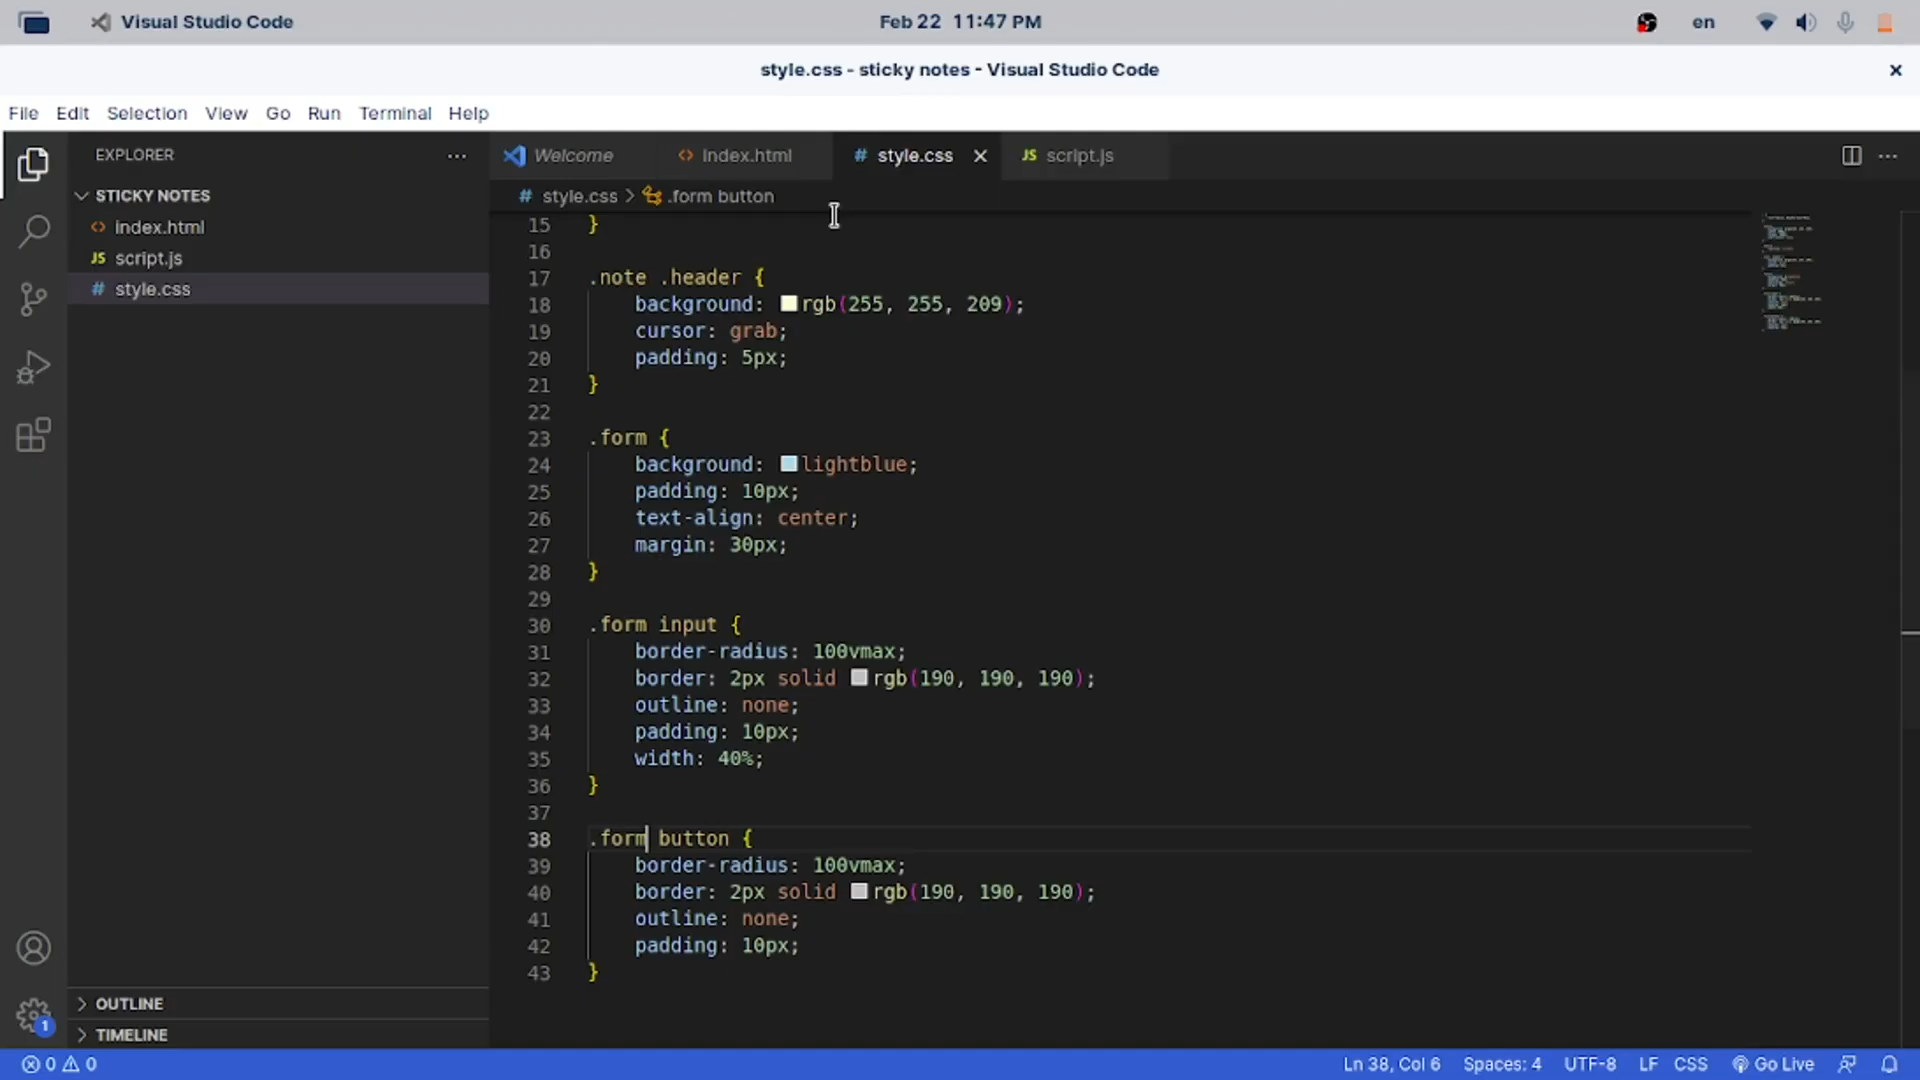 Visual Studio Code
Feb 22 11:47 PM
en
style.css - sticky notes - Visual Studio Code
File Edit Selection View Go Run Terminal Help
EXPLORER
STICKY NOTES
index.html
JS script.js
# style.css
OUTLINE
TIMELINE
Welcome
index.html
# style.css
JS script.js
# style.css > .form button
15 }
16
17 .note .header {
18 background: rgb(255, 255, 209);
19 cursor: grab;
20 padding: 5px;
21 }
22
23 .form {
24 background: lightblue;
25 padding: 10px;
26 text-align: center;
27 margin: 30px;
28 }
29
30 .form input {
31 border-radius: 100vmax;
32 border: 2px solid rgb(190, 190, 190);
33 outline: none;
34 padding: 10px;
35 width: 40%;
36 }
37
38 .form button {
39 border-radius: 100vmax;
40 border: 2px solid rgb(190, 190, 190);
41 outline: none;
42 padding: 10px;
43 }
1
0 0
Ln 38, Col 6 Spaces: 4 UTF-8 LF CSS Go Live